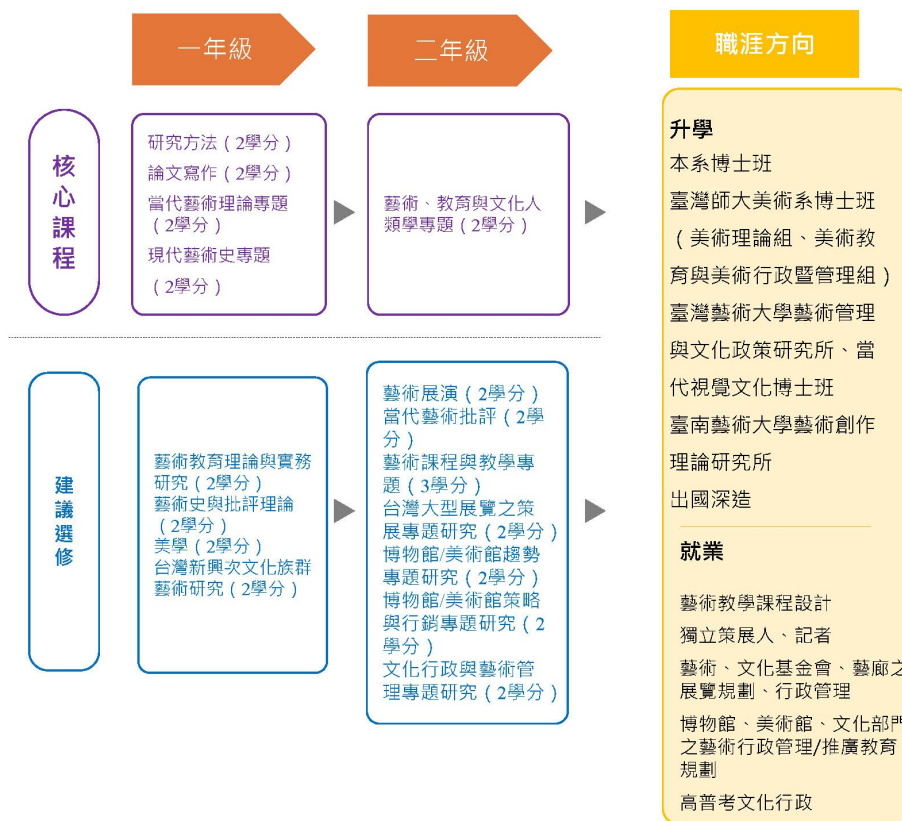 一年級
二年級
職涯方向
核心課程
研究方法（2學分）
論文寫作（2學分）
當代藝術理論專題
（2學分）
現代藝術史專題
（2學分）
藝術、教育與文化人
類學專題（2學分）
建議選修
藝術教育理論與實務
研究（2學分）
藝術史與批評理論
（2學分）
美學（2學分）
台灣新興次文化族群
藝術研究（2學分）
藝術展演（2學分）
當代藝術批評（2學
分）
藝術課程與教學專
題（3學分）
台灣大型展覽之策
展專題研究（2學分）
博物館/美術館趨勢
專題研究（2學分）
博物館/美術館策略
與行銷專題研究（2
學分）
文化行政與藝術管
理專題研究（2學分）
升學
本系博士班
臺灣師大美術系博士班
（美術理論組、美術教
育與美術行政暨管理組）
臺灣藝術大學藝術管理
與文化政策研究所、當
代視覺文化博士班
臺南藝術大學藝術創作
理論研究所
出國深造
就業
藝術教學課程設計
獨立策展人、記者
藝術、文化基金會、藝廊之
展覽規劃、行政管理
博物館、美術館、文化部門
之藝術行政管理/推廣教育
規劃
高普考文化行政